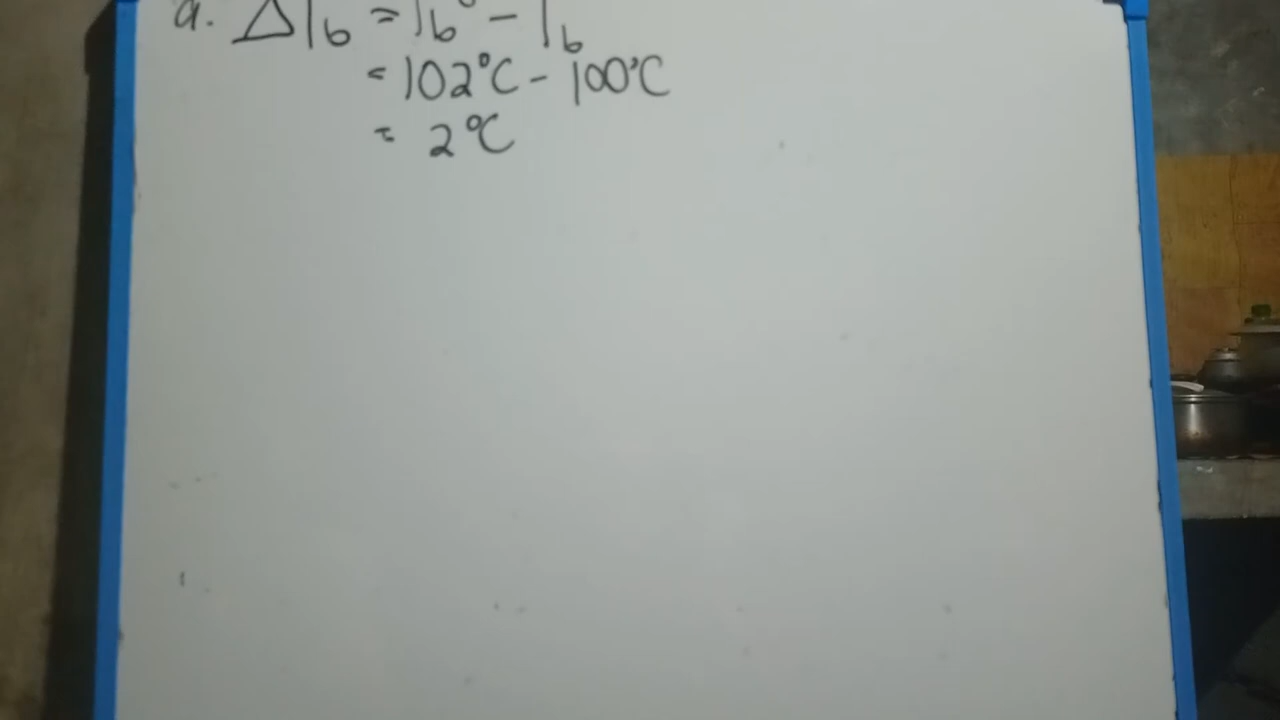 a. ΔTb = Tb° - Tb
= 102°C - 100°C
= 2°C